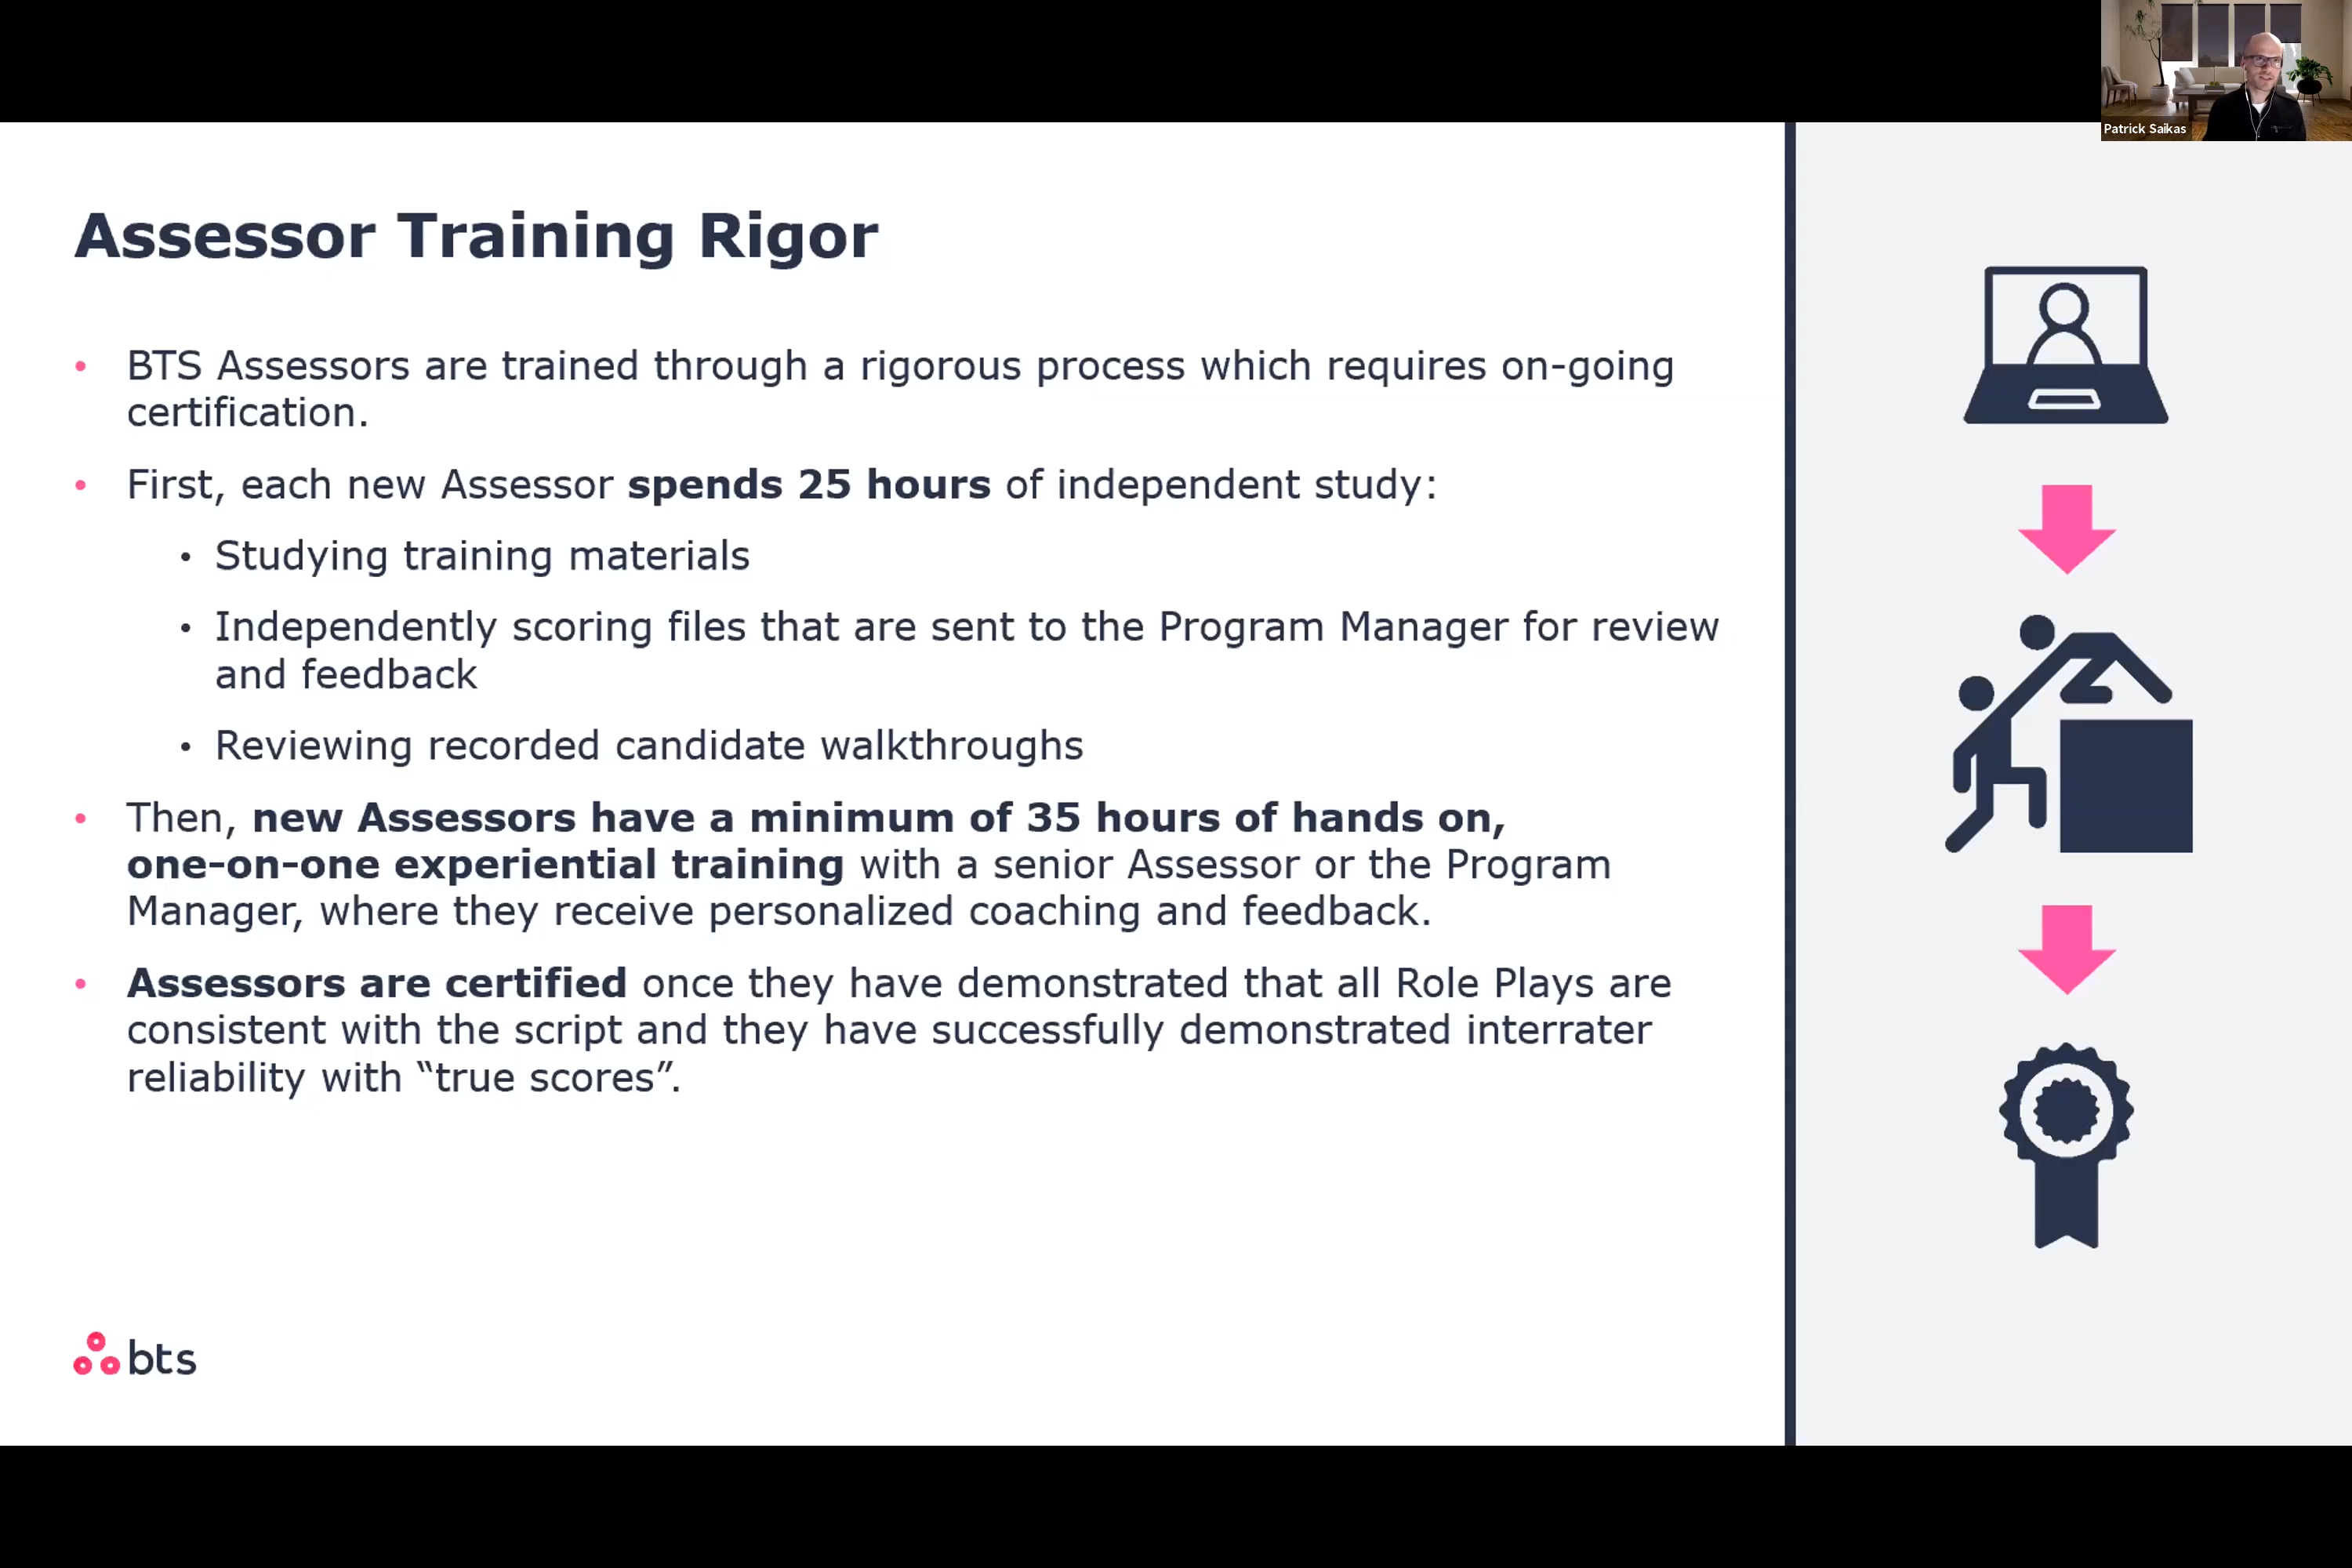 Patrick Saikas
Assessor Training Rigor
• BTS Assessors are trained through a rigorous process which requires on-going
certification.
• First, each new Assessor spends 25 hours of independent study:
• Studying training materials
• Independently scoring files that are sent to the Program Manager for review
and feedback
• Reviewing recorded candidate walkthroughs
• Then, new Assessors have a minimum of 35 hours of hands on,
one-on-one experiential training with a senior Assessor or the Program
Manager, where they receive personalized coaching and feedback.
• Assessors are certified once they have demonstrated that all Role Plays are
consistent with the script and they have successfully demonstrated interrater
reliability with “true scores”.
bts